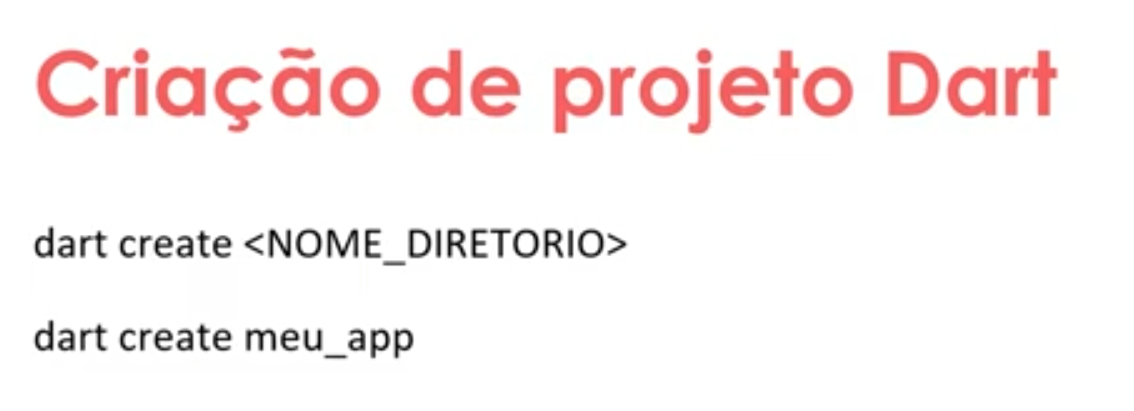 Criação de projeto Dart
dart create <NOME_DIRETORIO>
dart create meu_app